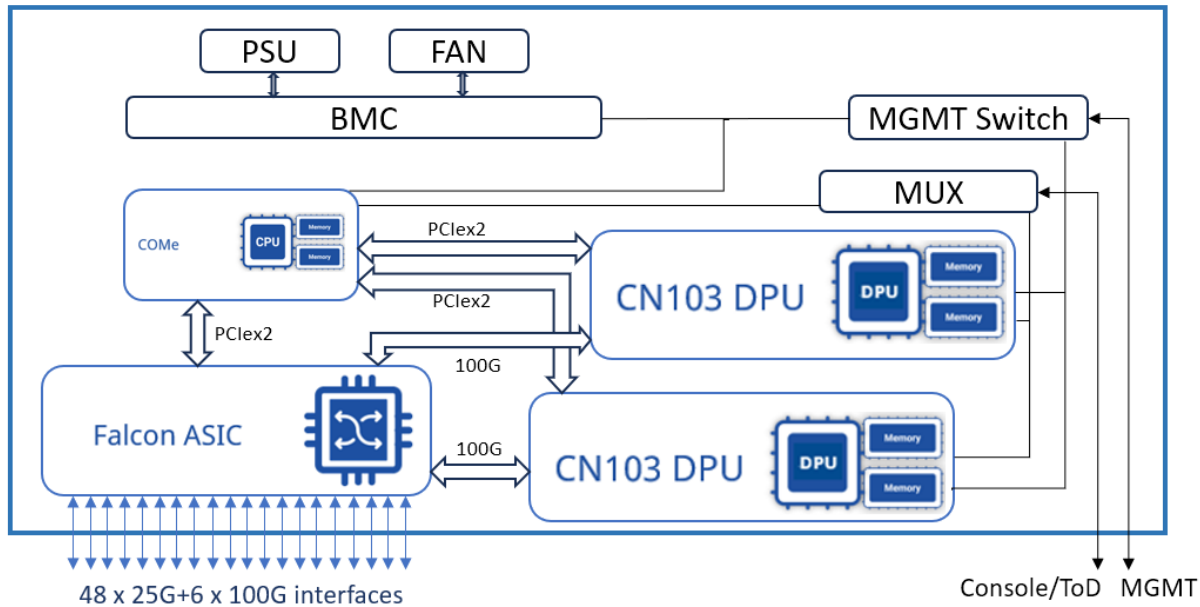 PSU
FAN
BMC
MGMT Switch
MUX
COMe
CPU
Memory
Memory
PCIex2
PCIex2
PCIex2
CN103 DPU
DPU
Memory
Memory
100G
Falcon ASIC
100G
CN103 DPU
DPU
Memory
Memory
48 x 25G+6 x 100G interfaces
Console/ToD
MGMT